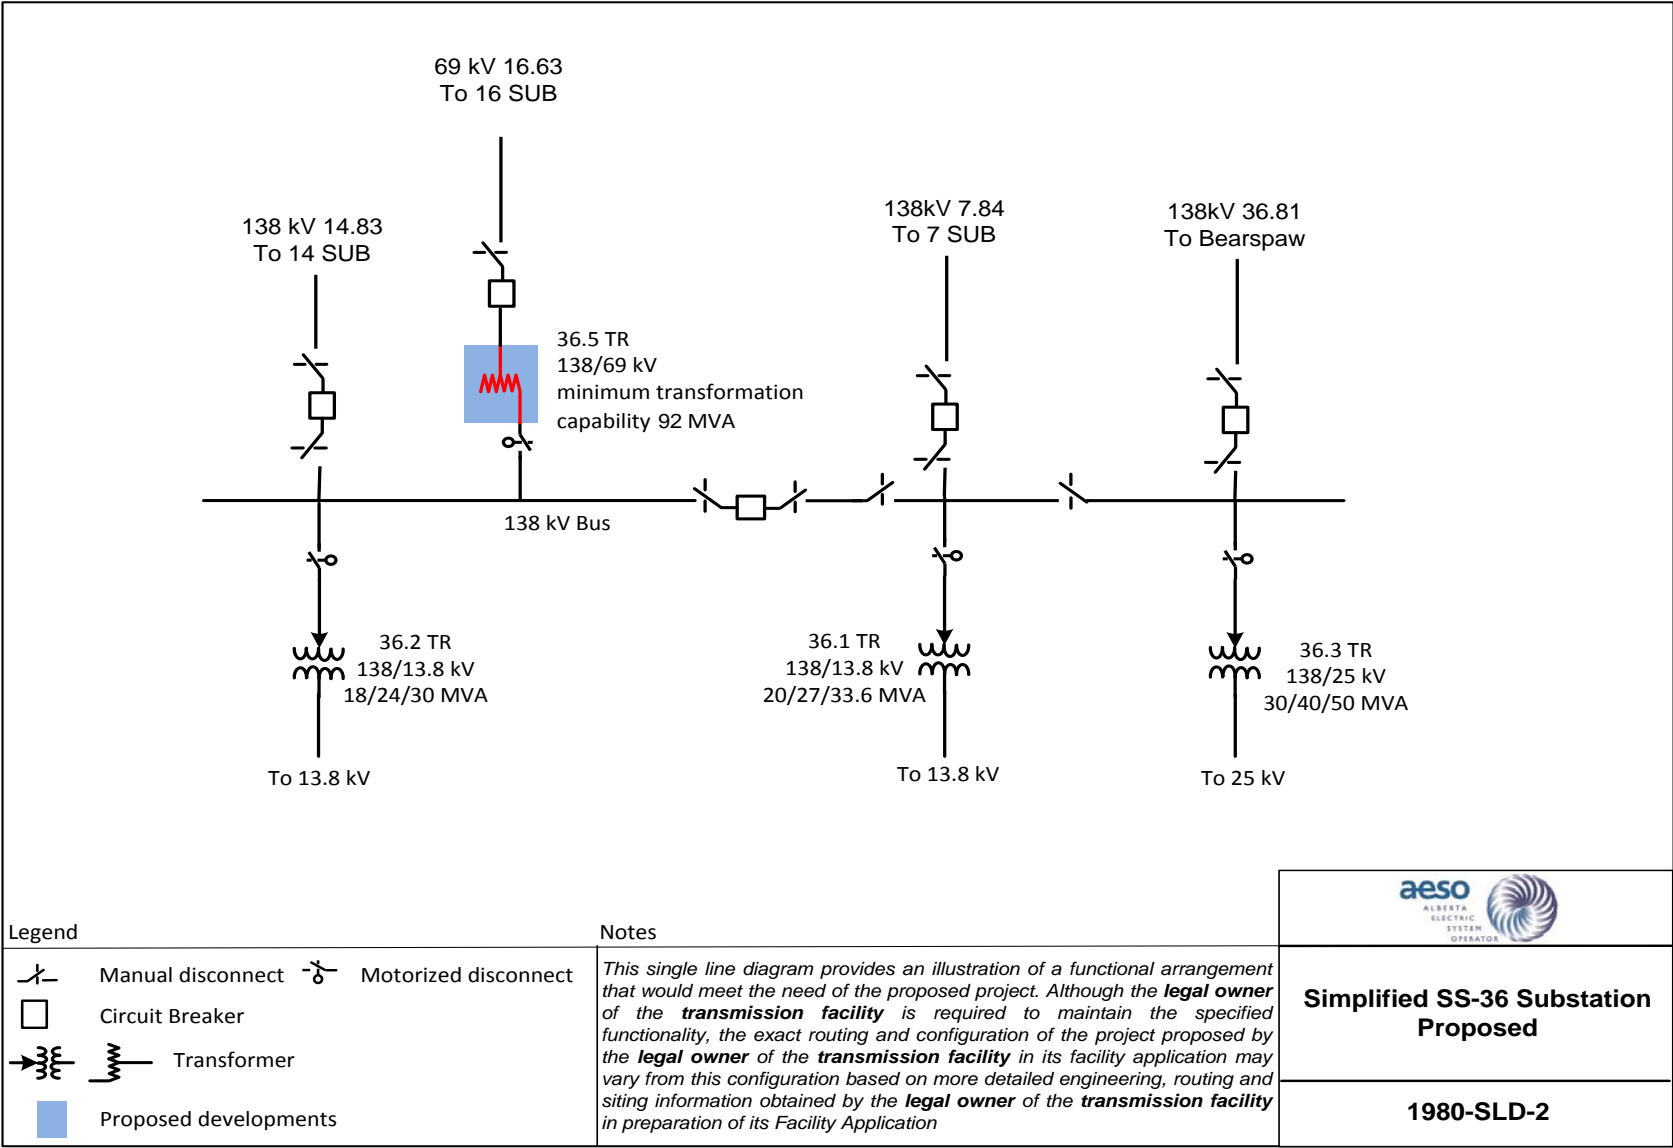 69 kV 16.63
To 16 SUB
138 kV 14.83
To 14 SUB
138kV 7.84
To 7 SUB
138kV 36.81
To Bearspaw
36.5 TR
138/69 kV
minimum transformation
capability 92 MVA
138 kV Bus
36.2 TR
138/13.8 kV
18/24/30 MVA
To 13.8 kV
36.1 TR
138/13.8 kV
20/27/33.6 MVA
To 13.8 kV
36.3 TR
138/25 kV
30/40/50 MVA
To 25 kV
Legend
Manual disconnect
Motorized disconnect
Circuit Breaker
Transformer
Proposed developments
Notes
This single line diagram provides an illustration of a functional arrangement
that would meet the need of the proposed project. Although the legal owner
of the transmission facility is required to maintain the specified
functionality, the exact routing and configuration of the project proposed by
the legal owner of the transmission facility in its facility application may
vary from this configuration based on more detailed engineering, routing and
siting information obtained by the legal owner of the transmission facility
in preparation of its Facility Application
aeso
ALBERTA
ELECTRIC
SYSTEM
OPERATOR
Simplified SS-36 Substation
Proposed
1980-SLD-2